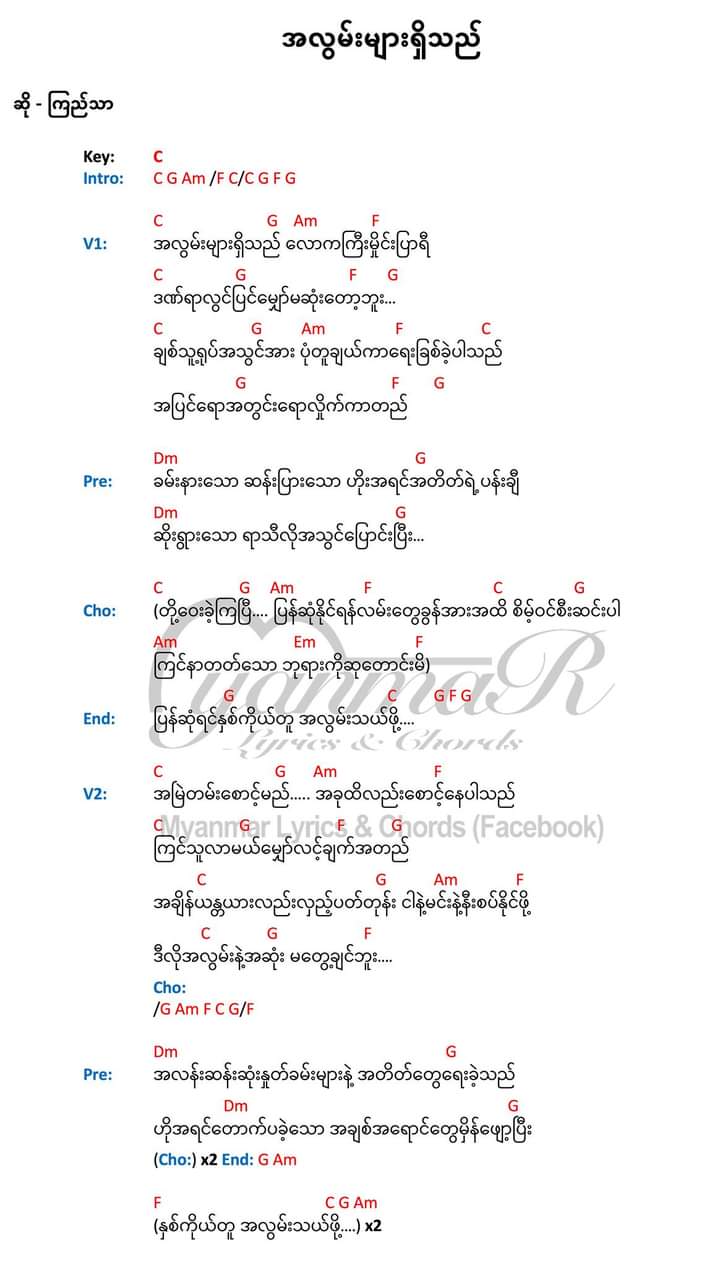 အလွမ်းများရှိသည်
ဆို - ကြည်သာ
Key: C
Intro: C G Am /F C/C G F G
C G Am F
V1: အလွမ်းများရှိသည် လောကကြီးမှိုင်းပြာရီ
C G F G
ဒဏ်ရာလွင်ပြင်မျှော်မဆုံးတော့ဘူး...
C G Am F C
ချစ်သူ့ရုပ်အသွင်အား ပုံတူချယ်ကာရေးခြစ်ခဲ့ပါသည်
G F G
အပြင်ရောအတွင်းရောလှိုက်ကာတည်
Dm G
Pre: ခမ်းနားသော ဆန်းပြားသော ဟိုးအရင်အတိတ်ရဲ့ပန်းချီ
Dm G
ဆိုးရွားသော ရာသီလိုအသွင်ပြောင်းပြီး...
C G Am F C G
Cho: (တို့ဝေးခဲ့ကြပြီ.... ပြန်ဆုံနိုင်ရန်လမ်းတွေခွန်အားအထိ စိမ့်ဝင်စီးဆင်းပါ
Am Em F
ကြင်နာတတ်သော ဘုရားကိုဆုတောင်းမိ)
G C G F G
End: ပြန်ဆုံရင်နှစ်ကိုယ်တူ အလွမ်းသယ်ဖို့....
yanmaR
Lyrics & Chords
C G Am F
V2: အမြဲတမ်းစောင့်မည်..... အခုထိလည်းစောင့်နေပါသည်
C G F G
Myanmar Lyrics & Chords (Facebook)
ကြင်သူလာမယ်မျှော်လင့်ချက်အတည်
C G Am F
အချိန်ယန္တယားလည်းလှည့်ပတ်တုန်း ငါနဲ့မင်းနဲ့နီးစပ်နိုင်ဖို့
C G F
ဒီလိုအလွမ်းနဲ့အဆုံး မတွေ့ချင်ဘူး....
Cho:
/G Am F C G/F
Dm G
Pre: အလန်းဆန်းဆုံးနှုတ်ခမ်းများနဲ့ အတိတ်တွေရေးခဲ့သည်
Dm G
ဟိုအရင်တောက်ပခဲ့သော အချစ်အရောင်တွေမှိန်ဖျော့ပြီး
(Cho:) x2 End: G Am
F C G Am
(နှစ်ကိုယ်တူ အလွမ်းသယ်ဖို့....) x2